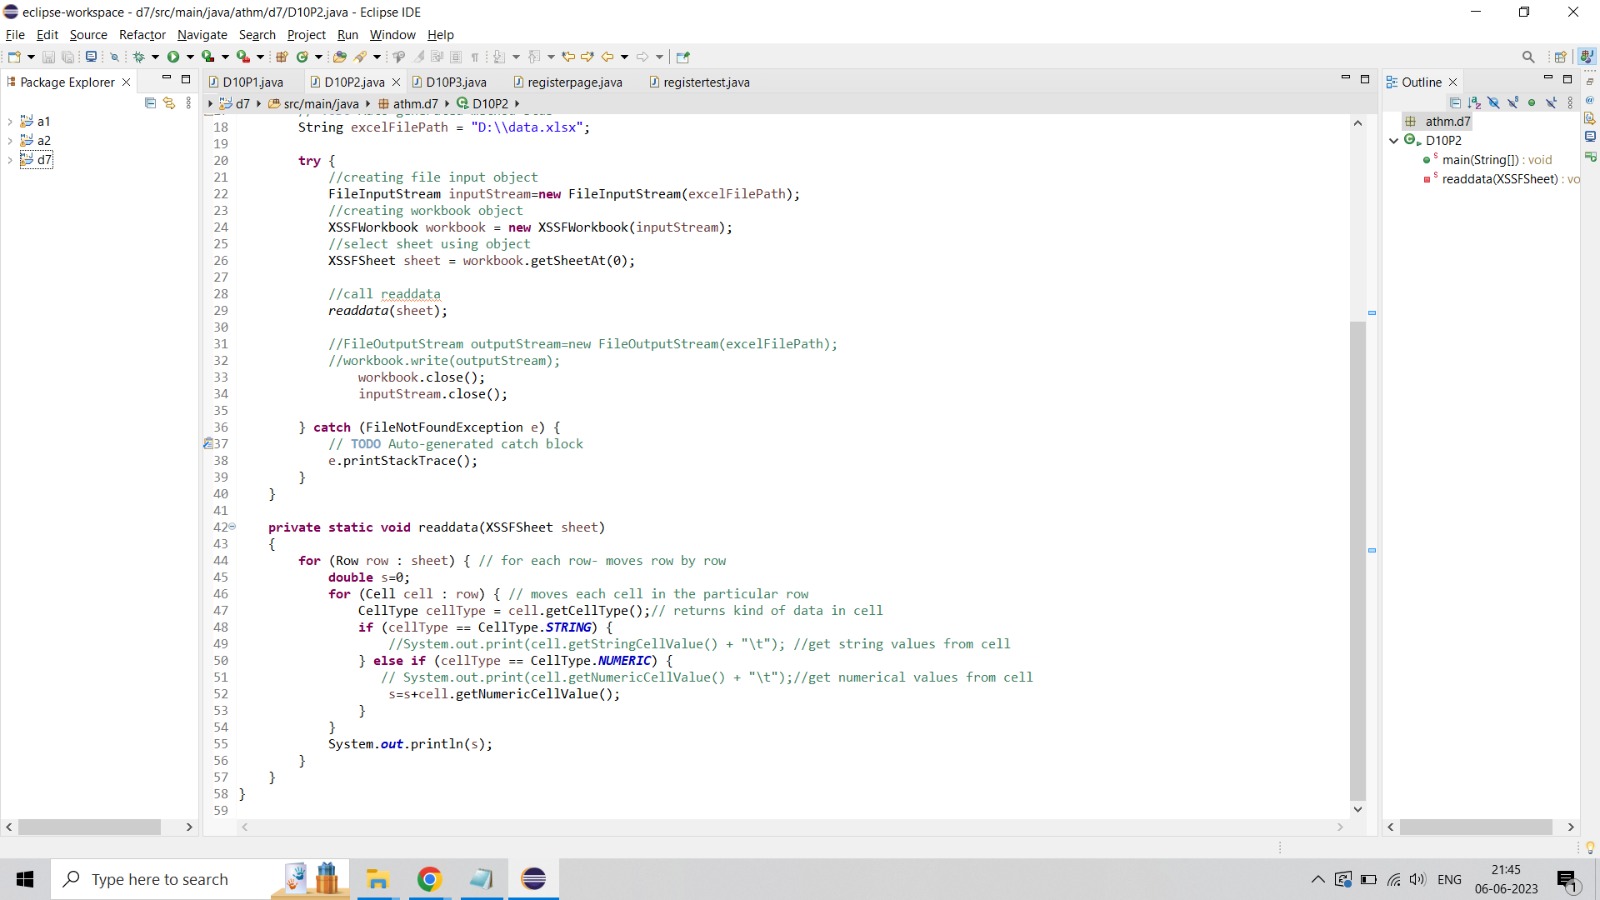 eclipse-workspace - d7/src/main/java/athm/d7/D10P2.java - Eclipse IDE
File Edit Source Refactor Navigate Search Project Run Window Help
Package Explorer
D10P1.java D10P2.java D10P3.java registerpage.java registertest.java
Outline
d7 src/main/java athm.d7 D10P2
a1
a2
d7
18 String excelFilePath = "D:\\data.xlsx";
19
20 try {
21 //creating file input object
22 FileInputStream inputStream=new FileInputStream(excelFilePath);
23 //creating workbook object
24 XSSFWorkbook workbook = new XSSFWorkbook(inputStream);
25 //select sheet using object
26 XSSFSheet sheet = workbook.getSheetAt(0);
27
28 //call readdata
29 readdata(sheet);
30
31 //FileOutputStream outputStream=new FileOutputStream(excelFilePath);
32 //workbook.write(outputStream);
33 workbook.close();
34 inputStream.close();
35
36 } catch (FileNotFoundException e) {
37 // TODO Auto-generated catch block
38 e.printStackTrace();
39 }
40 }
41
42 private static void readdata(XSSFSheet sheet)
43 {
44 for (Row row : sheet) { // for each row- moves row by row
45 double s=0;
46 for (Cell cell : row) { // moves each cell in the particular row
47 CellType cellType = cell.getCellType();// returns kind of data in cell
48 if (cellType == CellType.STRING) {
49 //System.out.print(cell.getStringCellValue() + "\t"); //get string values from cell
50 } else if (cellType == CellType.NUMERIC) {
51 // System.out.print(cell.getNumericCellValue() + "\t");//get numerical values from cell
52 s=s+cell.getNumericCellValue();
53 }
54 }
55 System.out.println(s);
56 }
57 }
58 }
59
athm.d7
D10P2
main(String[]) : void
readdata(XSSFSheet) : vo
Type here to search
ENG
21:45
06-06-2023
1